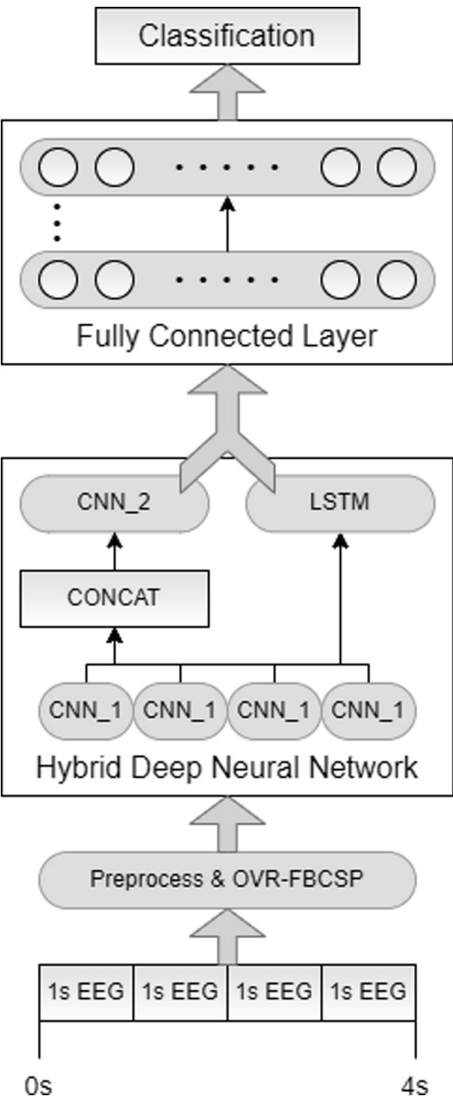 Classification
Fully Connected Layer
CNN_2
LSTM
CONCAT
CNN_1 CNN_1 CNN_1 CNN_1
Hybrid Deep Neural Network
Preprocess & OVR-FBCSP
1s EEG 1s EEG 1s EEG 1s EEG
0s 4s